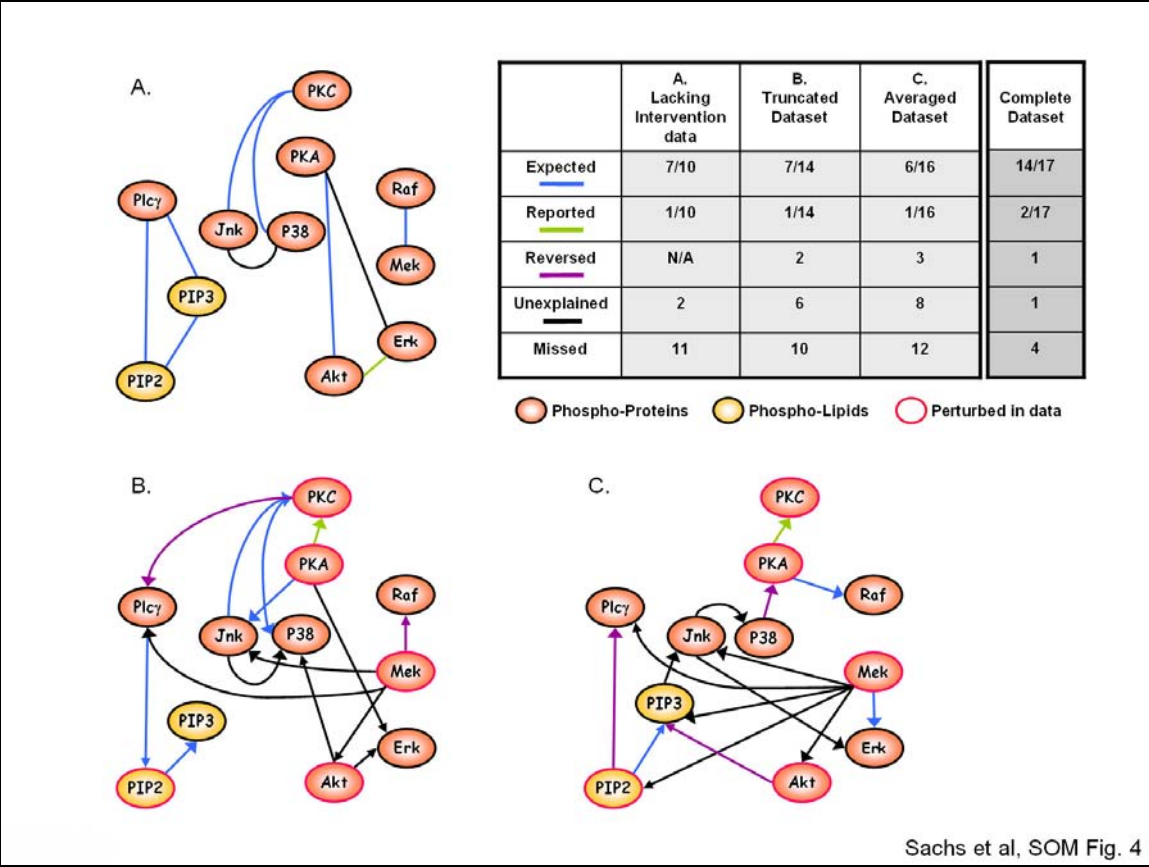 A.
PKC
PKA
Raf
Plcγ
Jnk
P38
Mek
PIP3
Erk
PIP2
Akt
A. Lacking Intervention data
B. Truncated Dataset
C. Averaged Dataset
Complete Dataset
Expected 7/10 7/14 6/16 14/17
Reported 1/10 1/14 1/16 2/17
Reversed N/A 2 3 1
Unexplained 2 6 8 1
Missed 11 10 12 4
Phospho-Proteins Phospho-Lipids Perturbed in data
B.
PKC
PKA
Raf
Plcγ
Jnk
P38
Mek
PIP3
Erk
PIP2
Akt
C.
PKC
PKA
Raf
Plcγ
Jnk
P38
Mek
PIP3
Erk
PIP2
Akt
Sachs et al, SOM Fig. 4